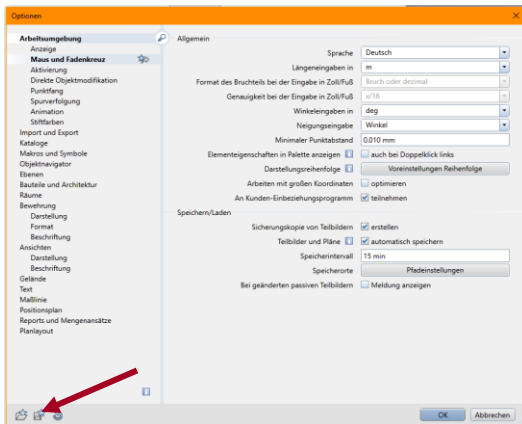 Optionen
Arbeitsumgebung
Anzeige
Maus und Fadenkreuz
Aktivierung
Direkte Objektmodifikation
Punktfang
Spurverfolgung
Animation
Stiftfarben
Import und Export
Kataloge
Makros und Symbole
Objektnavigator
Ebenen
Bauteile und Architektur
Räume
Bewehrung
Darstellung
Format
Beschriftung
Ansichten
Darstellung
Beschriftung
Gelände
Text
Maßlinie
Positionsplan
Reports und Mengenansätze
Planlayout
Allgemein
Sprache Deutsch
Längeneingaben in m
Format des Bruchteils bei der Eingabe in Zoll/Fuß Bruch oder dezimal
Genauigkeit bei der Eingabe in Zoll/Fuß x/16
Winkeleingaben in deg
Neigungseingabe Winkel
Minimaler Punktabstand 0.010 mm
Elementeigenschaften in Palette anzeigen auch bei Doppelklick links
Darstellungsreihenfolge Voreinstellungen Reihenfolge
Arbeiten mit großen Koordinaten optimieren
An Kunden-Einbeziehungsprogramm teilnehmen
Speichern/Laden
Sicherungskopie von Teilbildern erstellen
Teilbilder und Pläne automatisch speichern
Speicherintervall 15 min
Speicherorte Pfadeinstellungen
Bei geänderten passiven Teilbildern Meldung anzeigen
OK Abbrechen